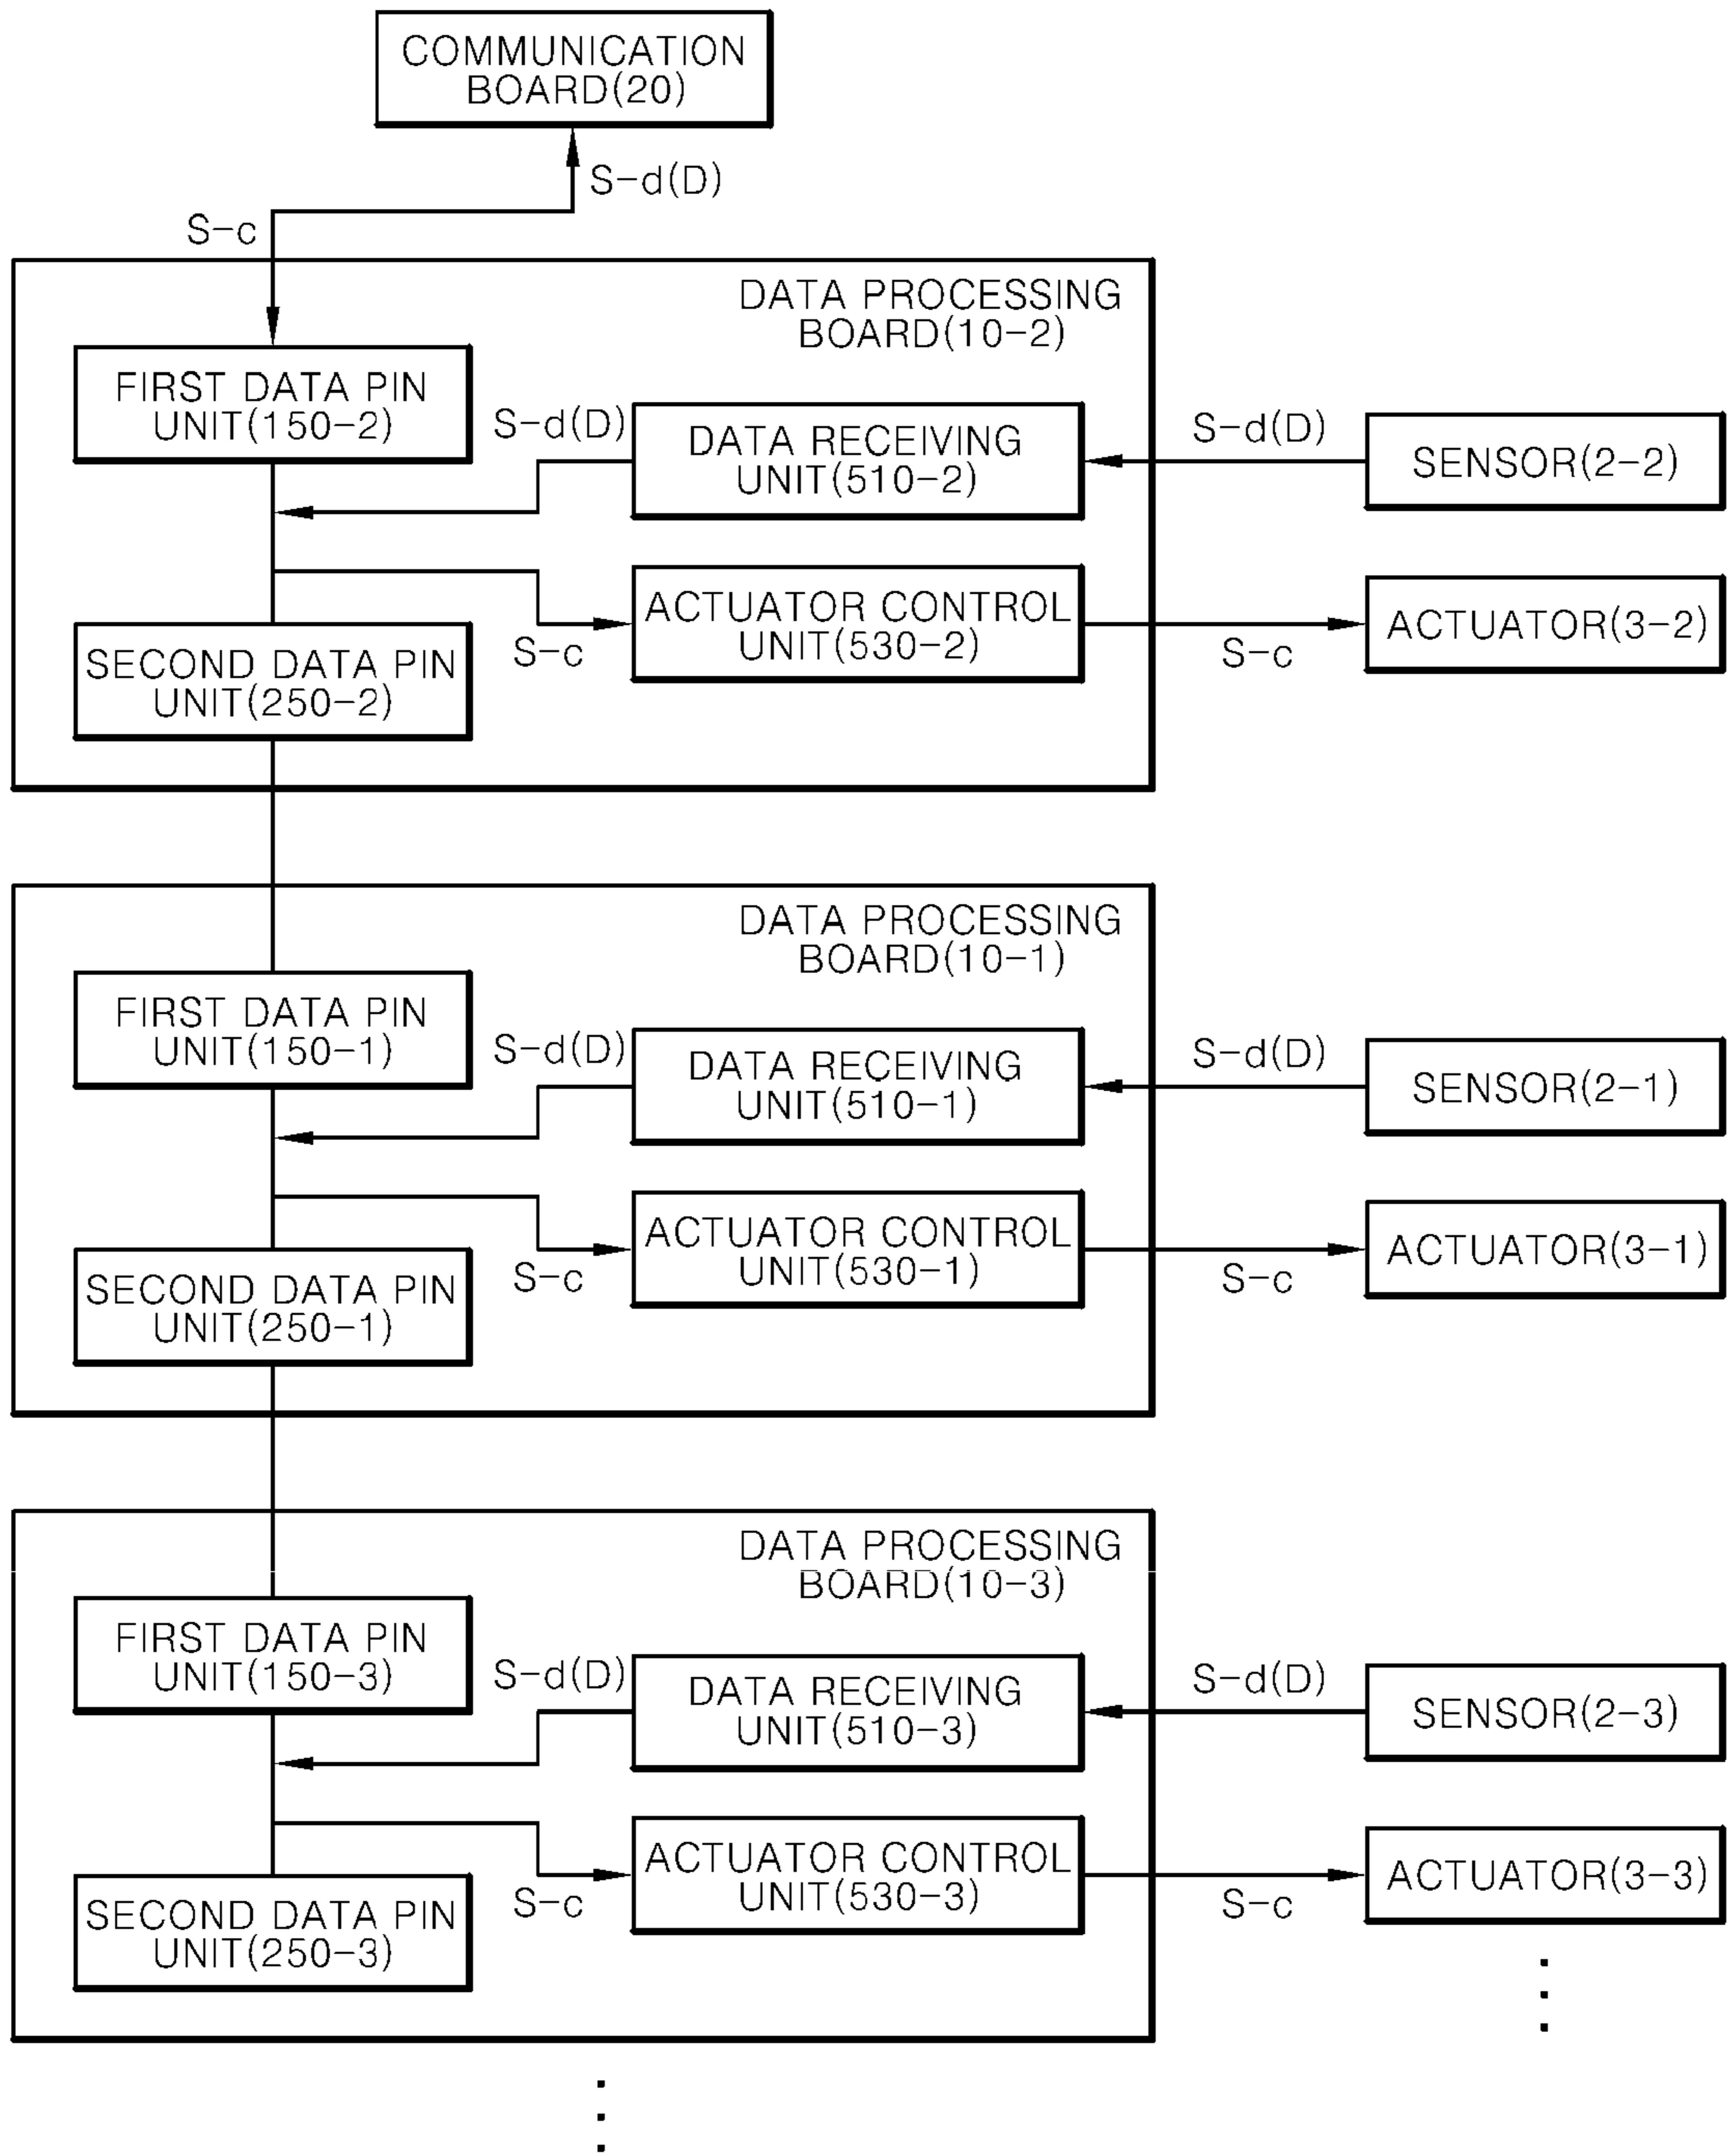 COMMUNICATION
BOARD(20)
S-d(D)
S-c
DATA PROCESSING
BOARD(10-2)
FIRST DATA PIN
UNIT(150-2)
S-d(D)
DATA RECEIVING
UNIT(510-2)
S-d(D)
SENSOR(2-2)
ACTUATOR CONTROL
UNIT(530-2)
S-c
S-c
ACTUATOR(3-2)
SECOND DATA PIN
UNIT(250-2)
DATA PROCESSING
BOARD(10-1)
FIRST DATA PIN
UNIT(150-1)
S-d(D)
DATA RECEIVING
UNIT(510-1)
S-d(D)
SENSOR(2-1)
ACTUATOR CONTROL
UNIT(530-1)
S-c
S-c
ACTUATOR(3-1)
SECOND DATA PIN
UNIT(250-1)
DATA PROCESSING
BOARD(10-3)
FIRST DATA PIN
UNIT(150-3)
S-d(D)
DATA RECEIVING
UNIT(510-3)
S-d(D)
SENSOR(2-3)
ACTUATOR CONTROL
UNIT(530-3)
S-c
S-c
ACTUATOR(3-3)
SECOND DATA PIN
UNIT(250-3)